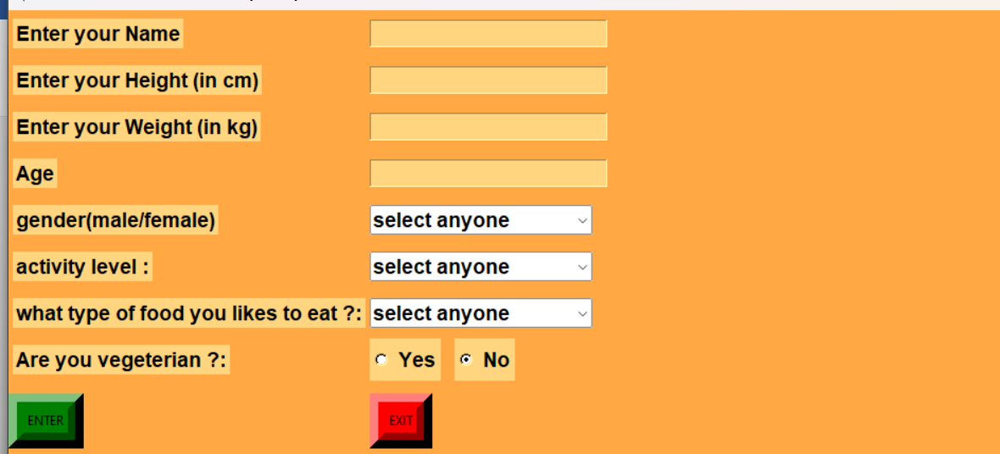 Enter your Name
Enter your Height (in cm)
Enter your Weight (in kg)
Age
gender(male/female) select anyone
activity level : select anyone
what type of food you likes to eat ?: select anyone
Are you vegeterian ?: Yes No
ENTER EXIT